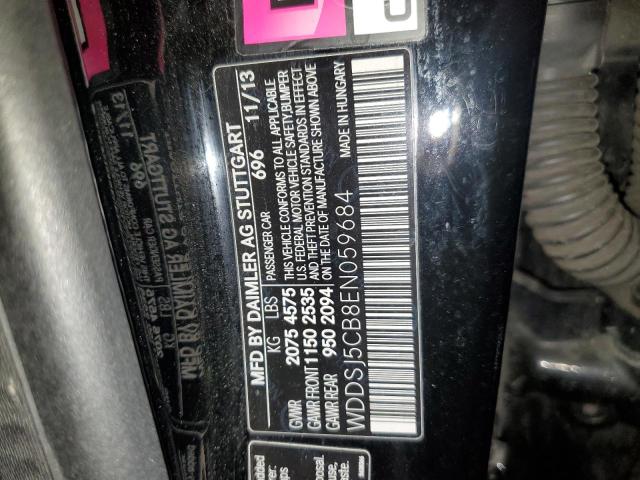 MFD BY DAIMLER AG STUTTGART
KG LBS
PASSENGER CAR 696 11/13
GVWR 2075 4575
GAWR FRONT 1150 2535
GAWR REAR 950 2094
THIS VEHICLE CONFORMS TO ALL APPLICABLE
U.S. FEDERAL MOTOR VEHICLE SAFETY,BUMPER
AND THEFT PREVENTION STANDARDS IN EFFECT
ON THE DATE OF MANUFACTURE SHOWN ABOVE
WDDSJ5CB8EN059684
MADE IN HUNGARY